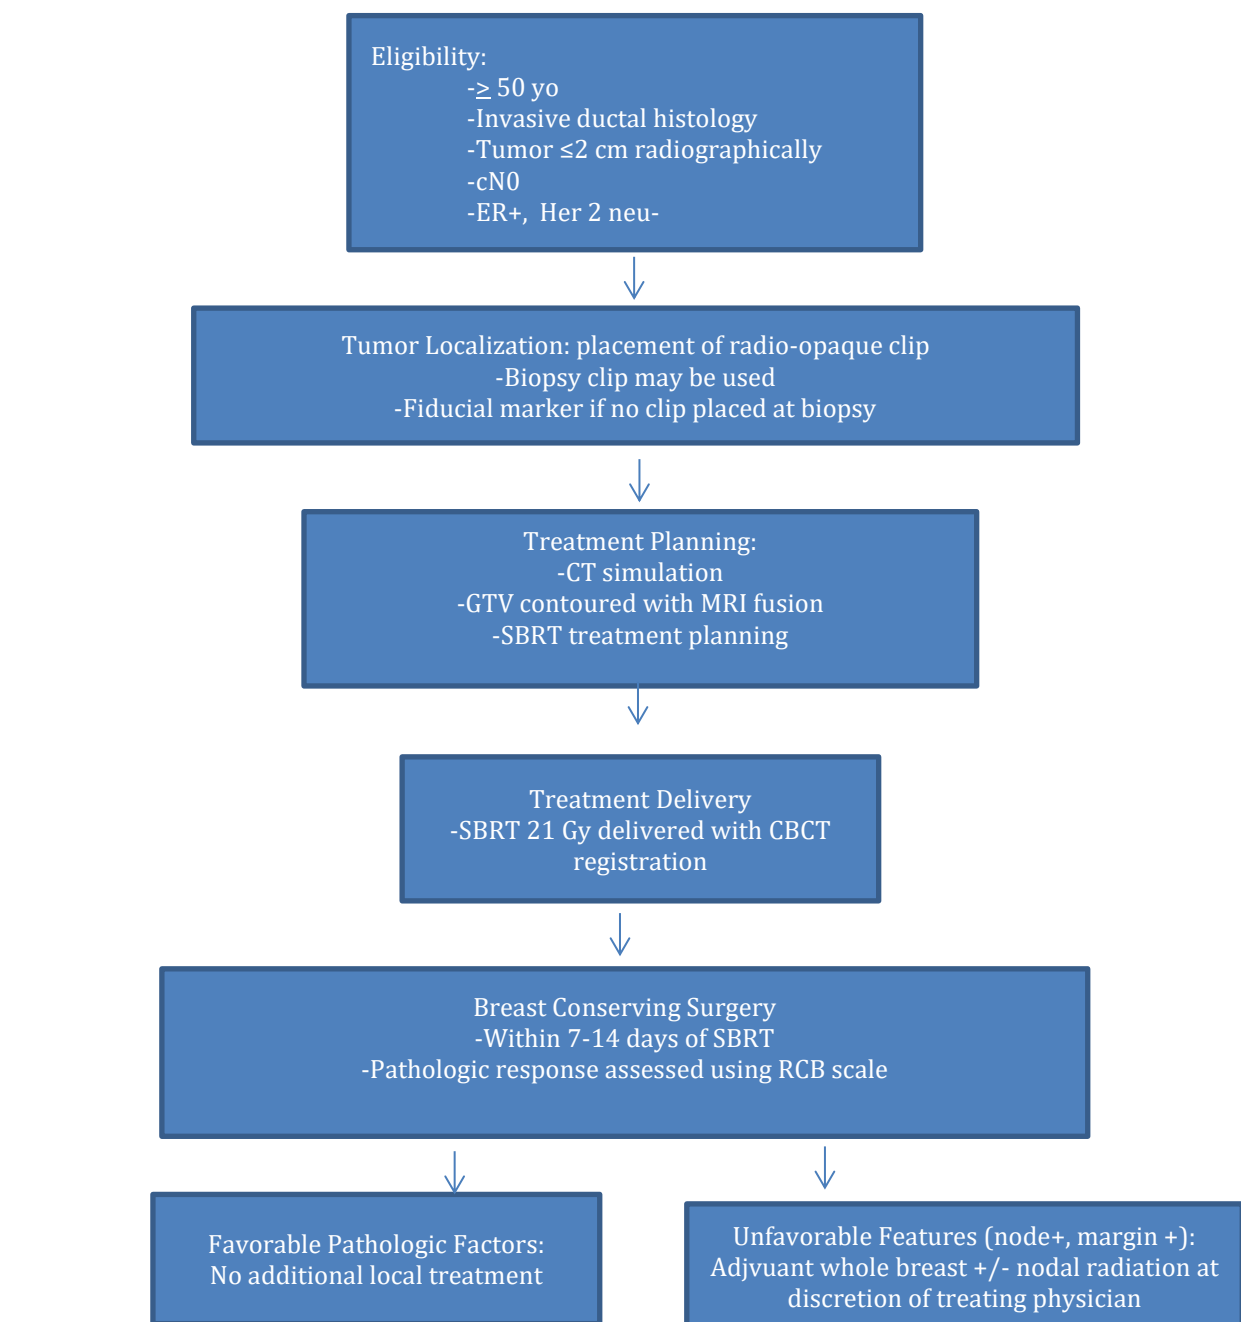 Eligibility:
-≥ 50 yo
-Invasive ductal histology
-Tumor ≤2 cm radiographically
-cN0
-ER+,  Her 2 neu-
Tumor Localization: placement of radio-opaque clip
-Biopsy clip may be used
-Fiducial marker if no clip placed at biopsy
Treatment Planning:
-CT simulation
-GTV contoured with MRI fusion
-SBRT treatment planning
Treatment Delivery
-SBRT 21 Gy delivered with CBCT
registration
Breast Conserving Surgery
-Within 7-14 days of SBRT
-Pathologic response assessed using RCB scale
Favorable Pathologic Factors:
No additional local treatment
Unfavorable Features (node+, margin +):
Adjvuant whole breast +/- nodal radiation at
discretion of treating physician